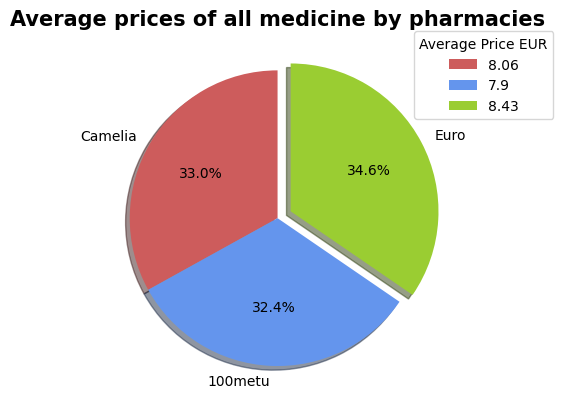 Average prices of all medicine by pharmacies
Average Price EUR
8.06
7.9
8.43
Camelia
Euro
33.0%
34.6%
32.4%
100metu